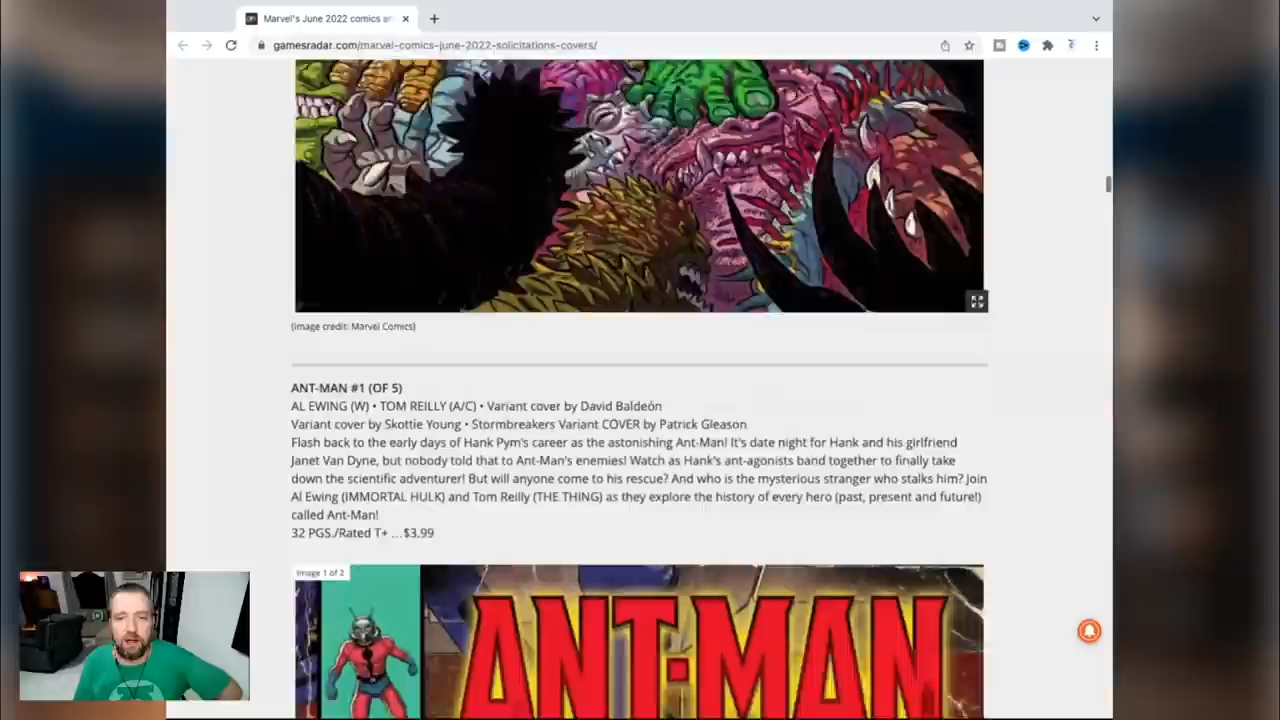 Marvel's June 2022 comics an
gamesradar.com/marvel-comics-june-2022-solicitations-covers/
(Image credit: Marvel Comics)
ANT-MAN #1 (OF 5)
AL EWING (W) • TOM REILLY (A/C) • Variant cover by David Baldeón
Variant cover by Skottie Young • Stormbreakers Variant COVER by Patrick Gleason
Flash back to the early days of Hank Pym's career as the astonishing Ant-Man! It's date night for Hank and his girlfriend
Janet Van Dyne, but nobody told that to Ant-Man's enemies! Watch as Hank's ant-agonists band together to finally take
down the scientific adventurer! But will anyone come to his rescue? And who is the mysterious stranger who stalks him? Join
Al Ewing (IMMORTAL HULK) and Tom Reilly (THE THING) as they explore the history of every hero (past, present and future!)
called Ant-Man!
32 PGS./Rated T+ …$3.99
Image 1 of 2
ANT-MAN